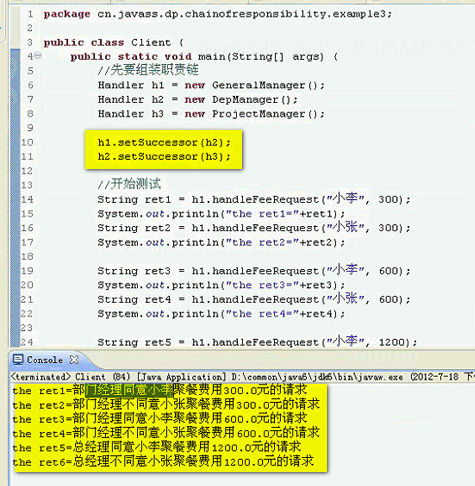 1 package cn.javass.dp.chainofresponsibility.example3;
2
3 public class Client {
4 public static void main(String[] args) {
5 //先要组装职责链
6 Handler h1 = new GeneralManager();
7 Handler h2 = new DepManager();
8 Handler h3 = new ProjectManager();
9
10 h1.setSuccessor(h2);
11 h2.setSuccessor(h3);
12
13 //开始测试
14 String ret1 = h1.handleFeeRequest("小李", 300);
15 System.out.println("the ret1="+ret1);
16 String ret2 = h1.handleFeeRequest("小张", 300);
17 System.out.println("the ret2="+ret2);
18
19 String ret3 = h1.handleFeeRequest("小李", 600);
20 System.out.println("the ret3="+ret3);
21 String ret4 = h1.handleFeeRequest("小张", 600);
22 System.out.println("the ret4="+ret4);
23
24 String ret5 = h1.handleFeeRequest("小李", 1200);
Console
<terminated> Client (84) [Java Application] D:\common\java6\jdk6\bin\javaw.exe (2012-7-18 下
the ret1=部门经理同意小李聚餐费用300.0元的请求
the ret2=部门经理不同意小张聚餐费用300.0元的请求
the ret3=部门经理同意小李聚餐费用600.0元的请求
the ret4=部门经理不同意小张聚餐费用600.0元的请求
the ret5=总经理同意小李聚餐费用1200.0元的请求
the ret6=总经理不同意小张聚餐费用1200.0元的请求